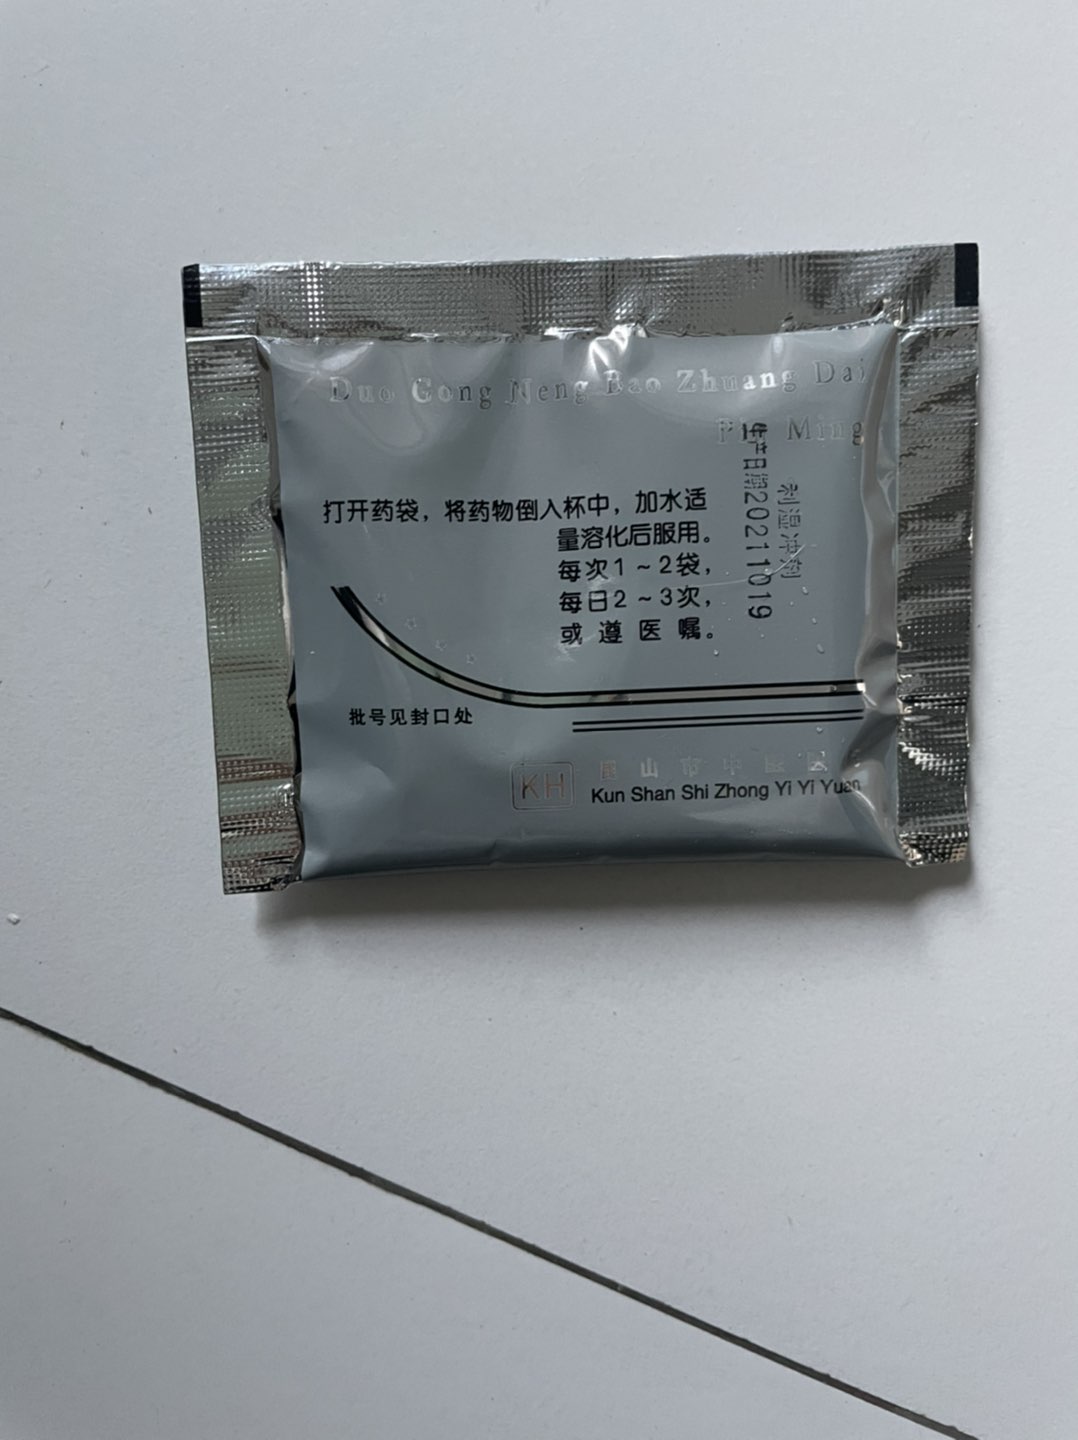 Duo Gong Neng Bao Zhuang Dai
Pin Ming
打开药袋，将药物倒入杯中，加水适
量溶化后服用。
每次1～2袋，
每日2～3次，
或遵医嘱。
生产日期20211019
利湿冲剂
批号见封口处
KH 昆山市中医医
Kun Shan Shi Zhong Yi Yi Yuan